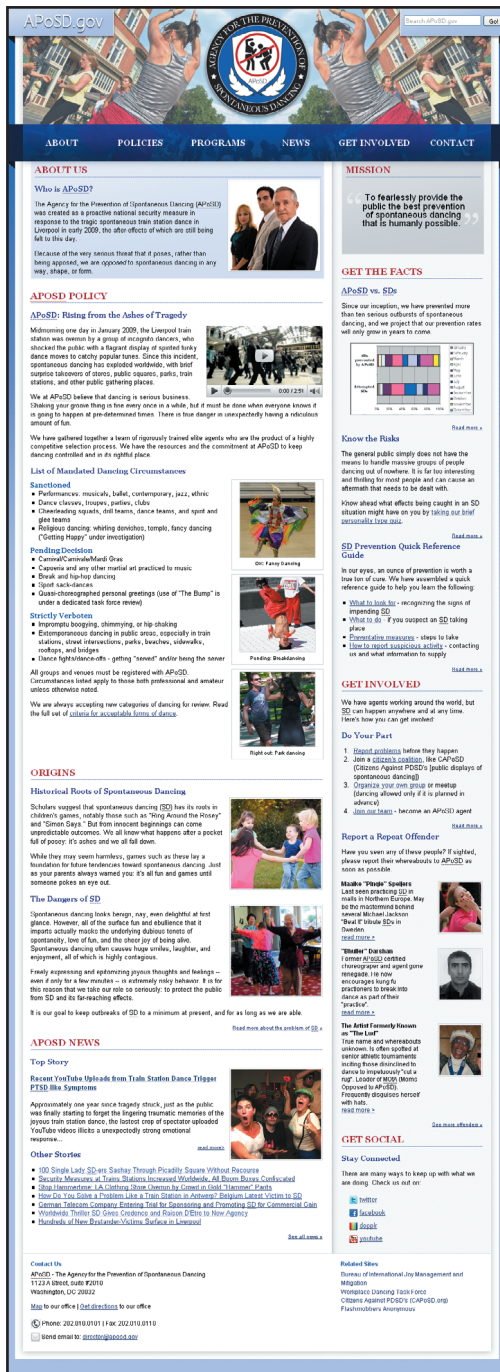 APoSD.gov
Search APoSD.gov
Go!
AGENCY FOR THE PREVENTION OF
SPONTANEOUS DANCING
APoSD
ABOUT
POLICIES
PROGRAMS
NEWS
GET INVOLVED
CONTACT
ABOUT US
Who is APoSD?
The Agency for the Prevention of Spontaneous Dancing (APoSD)
was created as a proactive national security measure in
response to the tragic spontaneous train station dance in
Liverpool in early 2009, the after effects of which are still being
felt to this day.
Because of the very serious threat that it poses, rather than
being apposed, we are opposed to spontaneous dancing in any
way, shape, or form.
APOSD POLICY
APoSD: Rising from the Ashes of Tragedy
Midmorning one day in January 2009, the Liverpool train
station was overrun by a group of incognito dancers, who
shocked the public with a flagrant display of spirited funky
dance moves to catchy popular tunes. Since this incident,
spontaneous dancing has exploded worldwide, with brief
surprise takeovers of stores, public squares, parks, train
stations, and other public gathering places.
0:00 / 2:51
We at APoSD believe that dancing is serious business.
Shaking your groove thing is fine every once in a while, but it must be done when everyone knows it
is going to happen at pre-determined times. There is true danger in unexpectedly having a ridiculous
amount of fun.
We have gathered together a team of rigorously trained elite agents who are the product of a highly
competitive selection process. We have the resources and the commitment at APoSD to keep
dancing controlled and in its rightful place.
List of Mandated Dancing Circumstances
Sanctioned
Performances: musicals, ballet, contemporary, jazz, ethnic
Dance classes, troupes, parties, clubs
Cheerleading squads, drill teams, dance teams, and spirit and
glee teams
Religious dancing: whirling dervishes, temple, fancy dancing
("Getting Happy" under investigation)
OK: Fancy Dancing
Pending Decision
Carnival/Carnivale/Mardi Gras
Capoeria and any other martial art practiced to music
Break and hip-hop dancing
Sport sack-dances
Quasi-choreographed personal greetings (use of "The Bump" is
under a dedicated task force review)
Pending: Breakdancing
Strictly Verboten
Impromptu boogying, shimmying, or hip-shaking
Extemporaneous dancing in public areas, especially in train
stations, street intersections, parks, beaches, sidewalks,
rooftops, and bridges
Dance fights/dance-offs - getting "served" and/or being the server
All groups and venues must be registered with APoSD.
Circumstances listed apply to those both professional and amateur
unless otherwise noted.
We are always accepting new categories of dancing for review. Read
the full set of criteria for acceptable forms of dance.
Right out: Park dancing
ORIGINS
Historical Roots of Spontaneous Dancing
Scholars suggest that spontaneous dancing (SD) has its roots in
children's games, notably those such as "Ring Around the Rosey"
and "Simon Says." But from innocent beginnings can come
unpredictable outcomes. We all know what happens after a pocket
full of posey: it's ashes and we all fall down.
While they may seem harmless, games such as these lay a
foundation for future tendencies toward spontaneous dancing. Just
as your parents always warned you: it's all fun and games until
someone pokes an eye out.
The Dangers of SD
Spontaneous dancing looks benign, nay, even delightful at first
glance. However, all of the surface fun and ebullience that it
imparts actually masks the underlying dubious tenets of
spontaneity, love of fun, and the sheer joy of being alive.
Spontaneous dancing often causes huge smiles, laughter, and
enjoyment, all of which is highly contagious.
Freely expressing and epitomizing joyous thoughts and feelings --
even if only for a few minutes -- is extremely risky behavior. It is for
this reason that we take our role so seriously: to protect the public
from SD and its far-reaching effects.
It is our goal to keep outbreaks of SD to a minimum at present, and for as long as we are able.
Read more about the problem of SD »
APOSD NEWS
Top Story
Recent YouTube Uploads from Train Station Dance Trigger
PTSD-like Symptoms
Approximately one year since tragedy struck, just as the public
was finally starting to forget the lingering traumatic memories of the
joyous train station dance, the lastest crop of spectator-uploaded
YouTube videos illicits a unexpectedly strong emotional
response...
read more»
Other Stories
100 Single Lady SD-ers Sachay Through Picadilly Square Without Recourse
Security Measures at Trains Stations Increased Worldwide, All Boom Boxes Confiscated
Stop Hammertime: LA Clothing Store Overrun by Crowd in Gold "Hammer" Pants
How Do You Solve a Problem Like a Train Station in Antwerp? Belgium Latest Victim to SD
German Telecom Company Entering Trial for Sponsoring and Promoting SD for Commercial Gain
Worldwide Thriller SD Gives Credence and Raison D'Etre to New Agency
Hundreds of New Bystander-Victims Surface in Liverpool
See all news »
MISSION
"To fearlessly provide the
public the best prevention
of spontaneous dancing
that is humanly possible."
GET THE FACTS
APoSD vs. SDs
Since our inception, we have prevented more
than ten serious outbursts of spontaneous
dancing, and we project that our prevention rates
will only grow in years to come.
SDs
prevented
by APoSD
Attempted
SDs
0% 20% 40% 60% 80% 100%
Read more »
Know the Risks
The general public simply does not have the
means to handle massive groups of people
dancing out of nowhere. It is far too interesting
and thrilling for most people and can cause an
aftermath that needs to be dealt with.
Know ahead what effects being caught in an SD
situation might have on you by taking our brief
personality type quiz.
Read more »
SD Prevention Quick Reference
Guide
In our eyes, an ounce of prevention is worth a
true ton of cure. We have assembled a quick
reference guide to help you learn the following:
What to look for - recognizing the signs of
impending SD
What to do - if you suspect an SD taking
place
Preventative measures - steps to take
How to report suspicious activity - contacting
us and what information to supply
Read more »
GET INVOLVED
We have agents working around the world, but
SD can happen anywhere and at any time.
Here's how you can get involved:
Do Your Part
1. Report problems before they happen
2. Join a citizen's coalition, like CAPoSD
(Citizens Against PDSD's [public displays of
spontaneous dancing])
3. Organize your own group or meetup
(dancing allowed only if it is planned in
advance)
4. Join our team - become an APoSD agent
Read more »
Report a Repeat Offender
Have you seen any of these people? If sighted,
please report their whereabouts to APoSD as
soon as possible.
Maaike "Pingle" Speijers
Last seen practicing SD in
malls in Northern Europe. May
be the mastermind behind
several Michael Jackson
"Beat It" tribute SDs in
Sweden.
read more »
"Bhuller" Darshan
Former APoSD certified
choreographer and agent gone
renegade. He now
encourages kung fu
practioners to break into
dance as part of their
"practice".
read more »
The Artist Formerly Known
as "The Lud"
True name and whereabouts
unknown. Is often spotted at
senior athletic tournaments
inciting those disinclined to
dance to impetuously "cut a
rug". Leader of MOfA (Moms
Opposed to APoSD).
Frequently disguises herself
with hats.
read more »
See more offenders »
GET SOCIAL
Stay Connected
There are many ways to keep up with what we
are doing. Check us out on:
twitter
facebook
dopplr
youtube
Contact Us
APoSD - The Agency for the Prevention of Spontaneous Dancing
1123 A Street, suite #2010
Washington, DC 20032
Map to our office | Get directions to our office
Phone: 202.010.0101 | Fax: 202.010.0110
Send email to: director@aposd.gov
Related Sites
Bureau of International Joy Management and
Mitigation
Workplace Dancing Task Force
Citizens Against PDSD's (CAPoSD.org)
Flashmobbers Anonymous